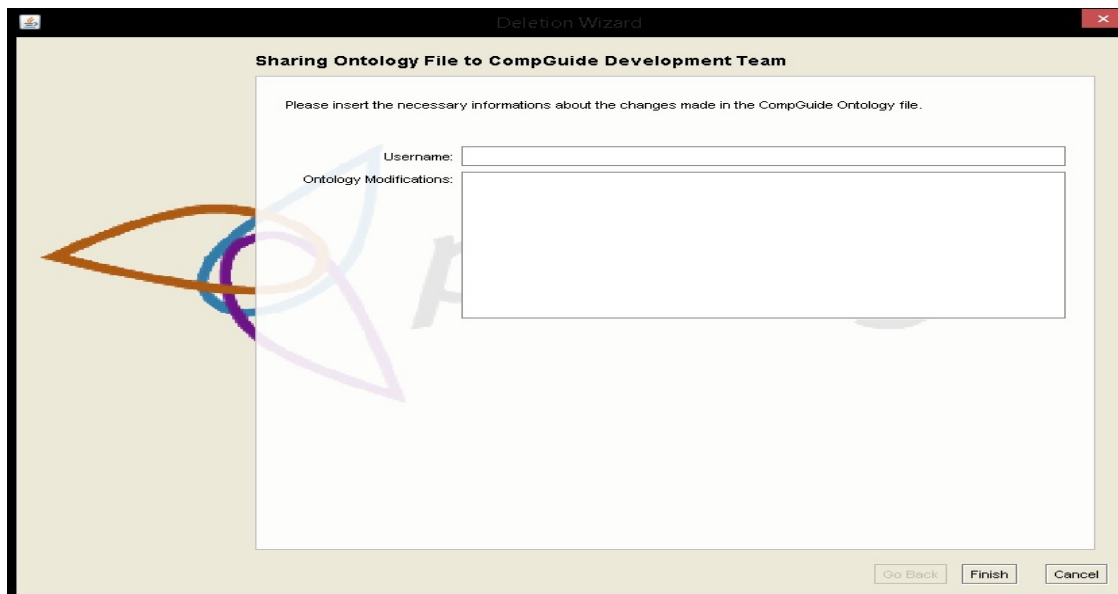 Deletion Wizard
Sharing Ontology File to CompGuide Development Team
Please insert the necessary informations about the changes made in the CompGuide Ontology file.
Username:
Ontology Modifications:
Go Back Finish Cancel